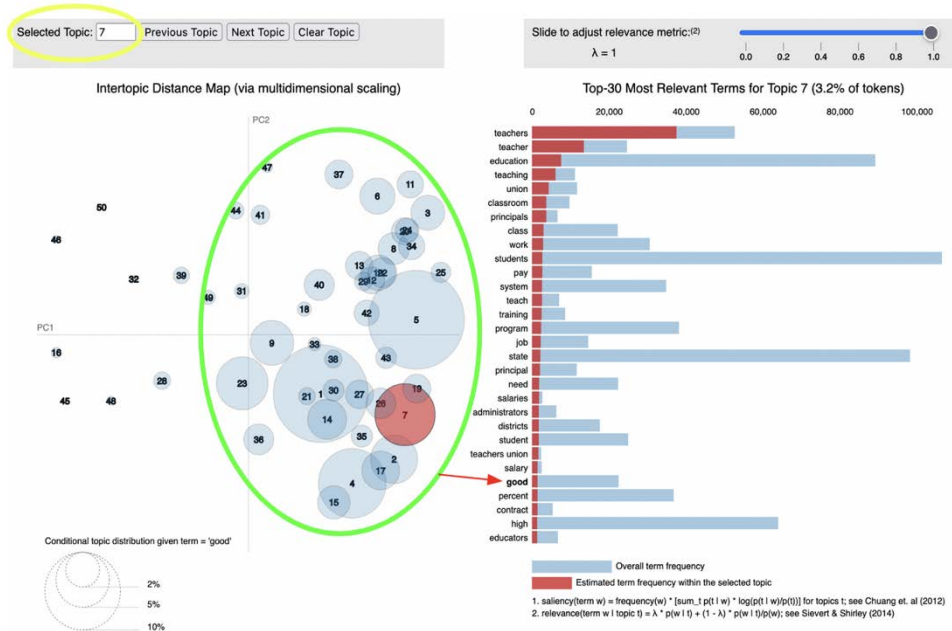 Selected Topic: 7 Previous Topic Next Topic Clear Topic
Slide to adjust relevance metric:(2)
λ = 1
0.0 0.2 0.4 0.6 0.8 1.0
Intertopic Distance Map (via multidimensional scaling)
PC2
PC1
47
37
11
6
50
44
41
3
46
34
8
13
32
39
25
40
49
31
18
42
5
9
33
16
38
43
28
23
19
30
21
1
27
26
45
48
7
14
36
35
2
17
4
15
Conditional topic distribution given term = 'good'
2%
5%
10%
Top-30 Most Relevant Terms for Topic 7 (3.2% of tokens)
0 20,000 40,000 60,000 80,000 100,000
teachers
teacher
education
teaching
union
classroom
principals
class
work
students
pay
system
teach
training
program
job
state
principal
need
salaries
administrators
districts
student
teachers union
salary
good
percent
contract
high
educators
Overall term frequency
Estimated term frequency within the selected topic
1. saliency(term w) = frequency(w) * [sum_t p(t | w) * log(p(t | w)/p(t))] for topics t; see Chuang et. al (2012)
2. relevance(term w | topic t) = λ * p(w | t) + (1 - λ) * p(w | t)/p(w); see Sievert & Shirley (2014)